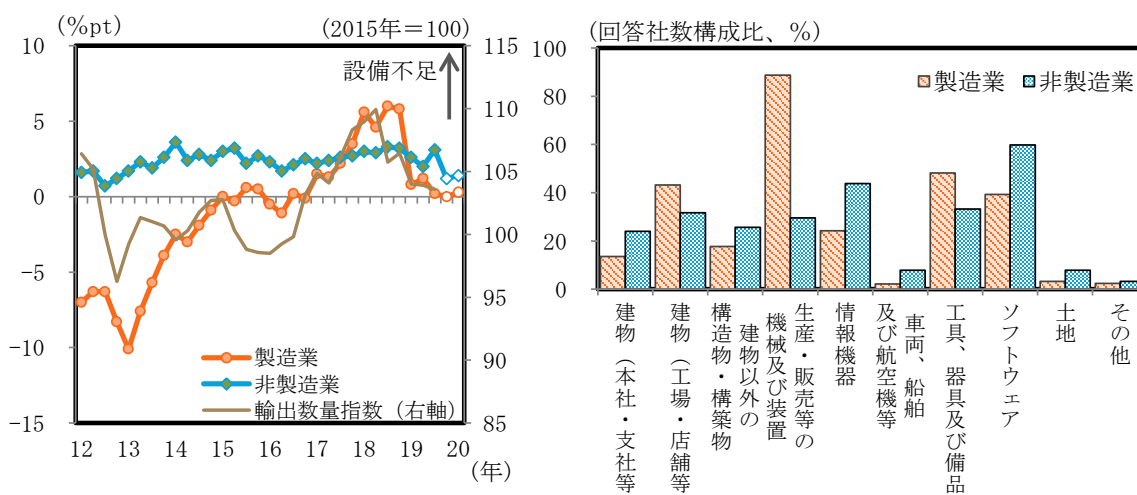 (%pt)
(2015年=100)
10
5
0
-5
-10
-15
115
110
105
100
95
90
85
設備不足
製造業
非製造業
輸出数量指数(右軸)
12 13 14 15 16 17 18 19 20
(年)
(回答社数構成比、%)
100
80
60
40
20
0
製造業
非製造業
建物(本社・支社等
建物(工場・店舗等
建物以外の
構造物・構築物
生産・販売等の
機械及び装置
情報機器
車両、船舶
及び航空機等
工具、器具及び備品
ソフトウェア
土地
その他